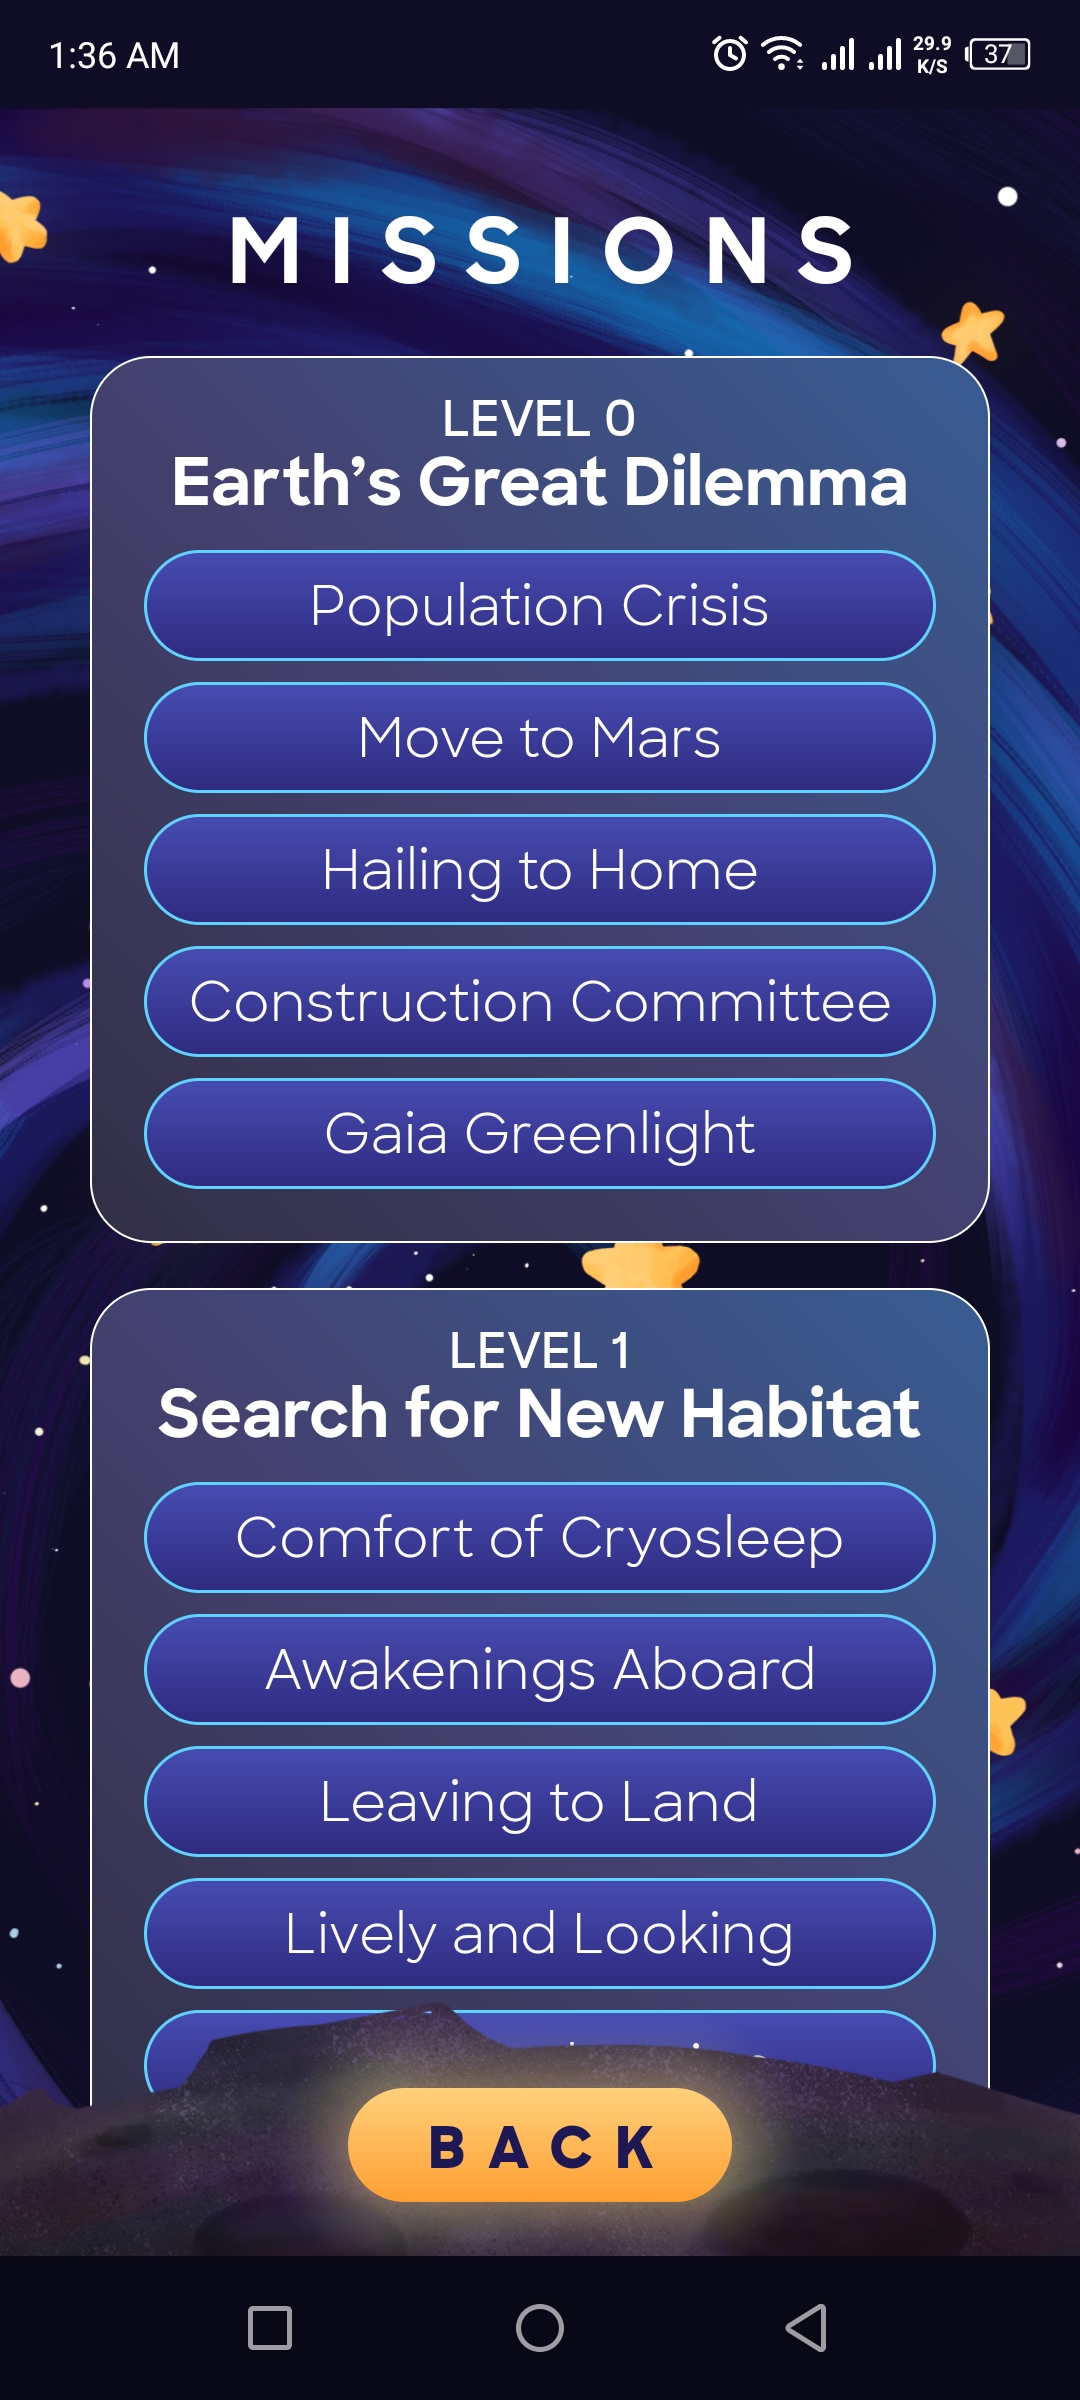 1:36 AM
29.9
K/S
37
MISSIONS
LEVEL 0
Earth’s Great Dilemma
Population Crisis
Move to Mars
Hailing to Home
Construction Committee
Gaia Greenlight
LEVEL 1
Search for New Habitat
Comfort of Cryosleep
Awakenings Aboard
Leaving to Land
Lively and Looking
BACK